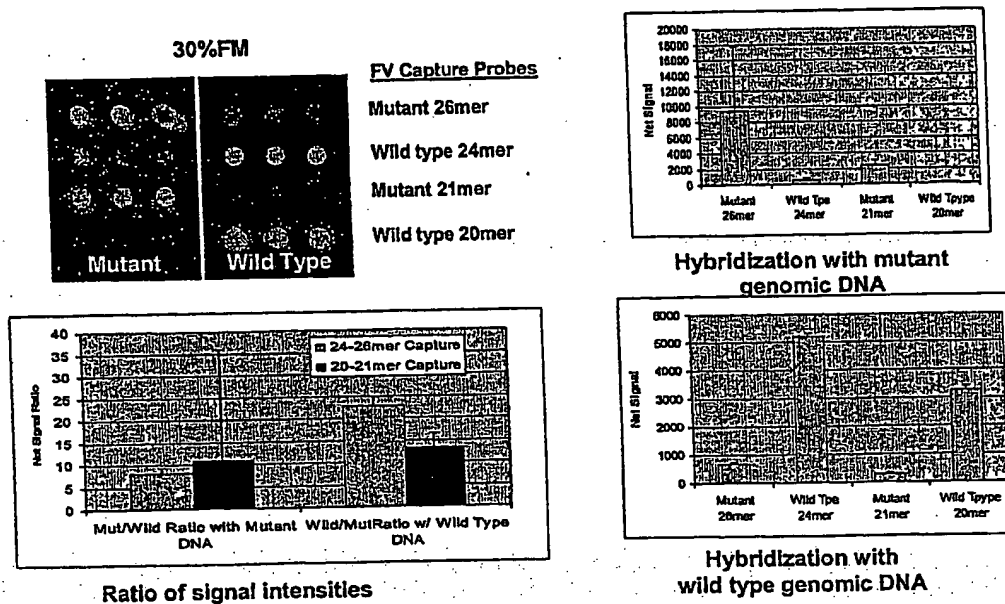 30%FM
FV Capture Probes
Mutant 26mer
Wild type 24mer
Mutant 21mer
Wild type 20mer
Mutant
Wild Type
20000
18000
16000
14000
12000
10000
8000
6000
4000
2000
0
Net Signal
Mutant 26mer
Wild Tpe 24mer
Mutant 21mer
Wild Tpype 20mer
Hybridization with mutant
genomic DNA
40
35
30
25
20
15
10
5
0
Net Signal Ratio
24-26mer Capture
20-21mer Capture
Mut/Wild Ratio with Mutant DNA
Wild/MutRatio w/ Wild Type DNA
Ratio of signal intensities
6000
5000
4000
3000
2000
1000
0
Net Signal
Mutant 26mer
Wild Tpe 24mer
Mutant 21mer
Wild Tpype 20mer
Hybridization with
wild type genomic DNA